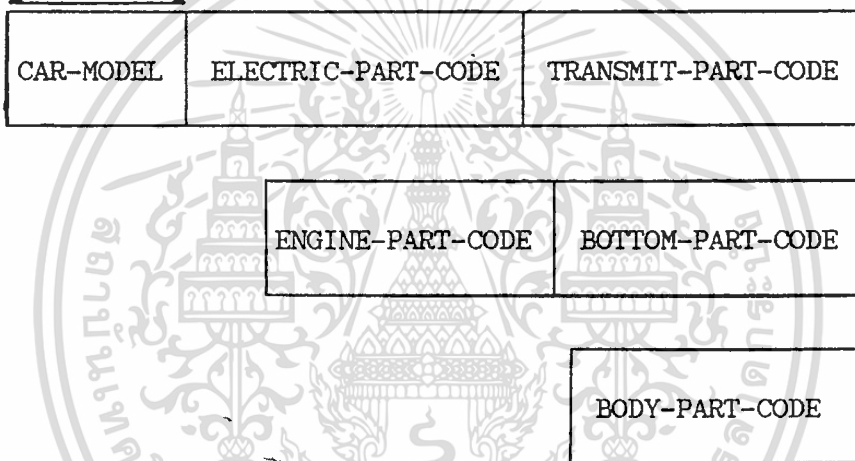 CAR-MODEL ELECTRIC-PART-CODE TRANSMIT-PART-CODE
ENGINE-PART-CODE BOTTOM-PART-CODE
BODY-PART-CODE